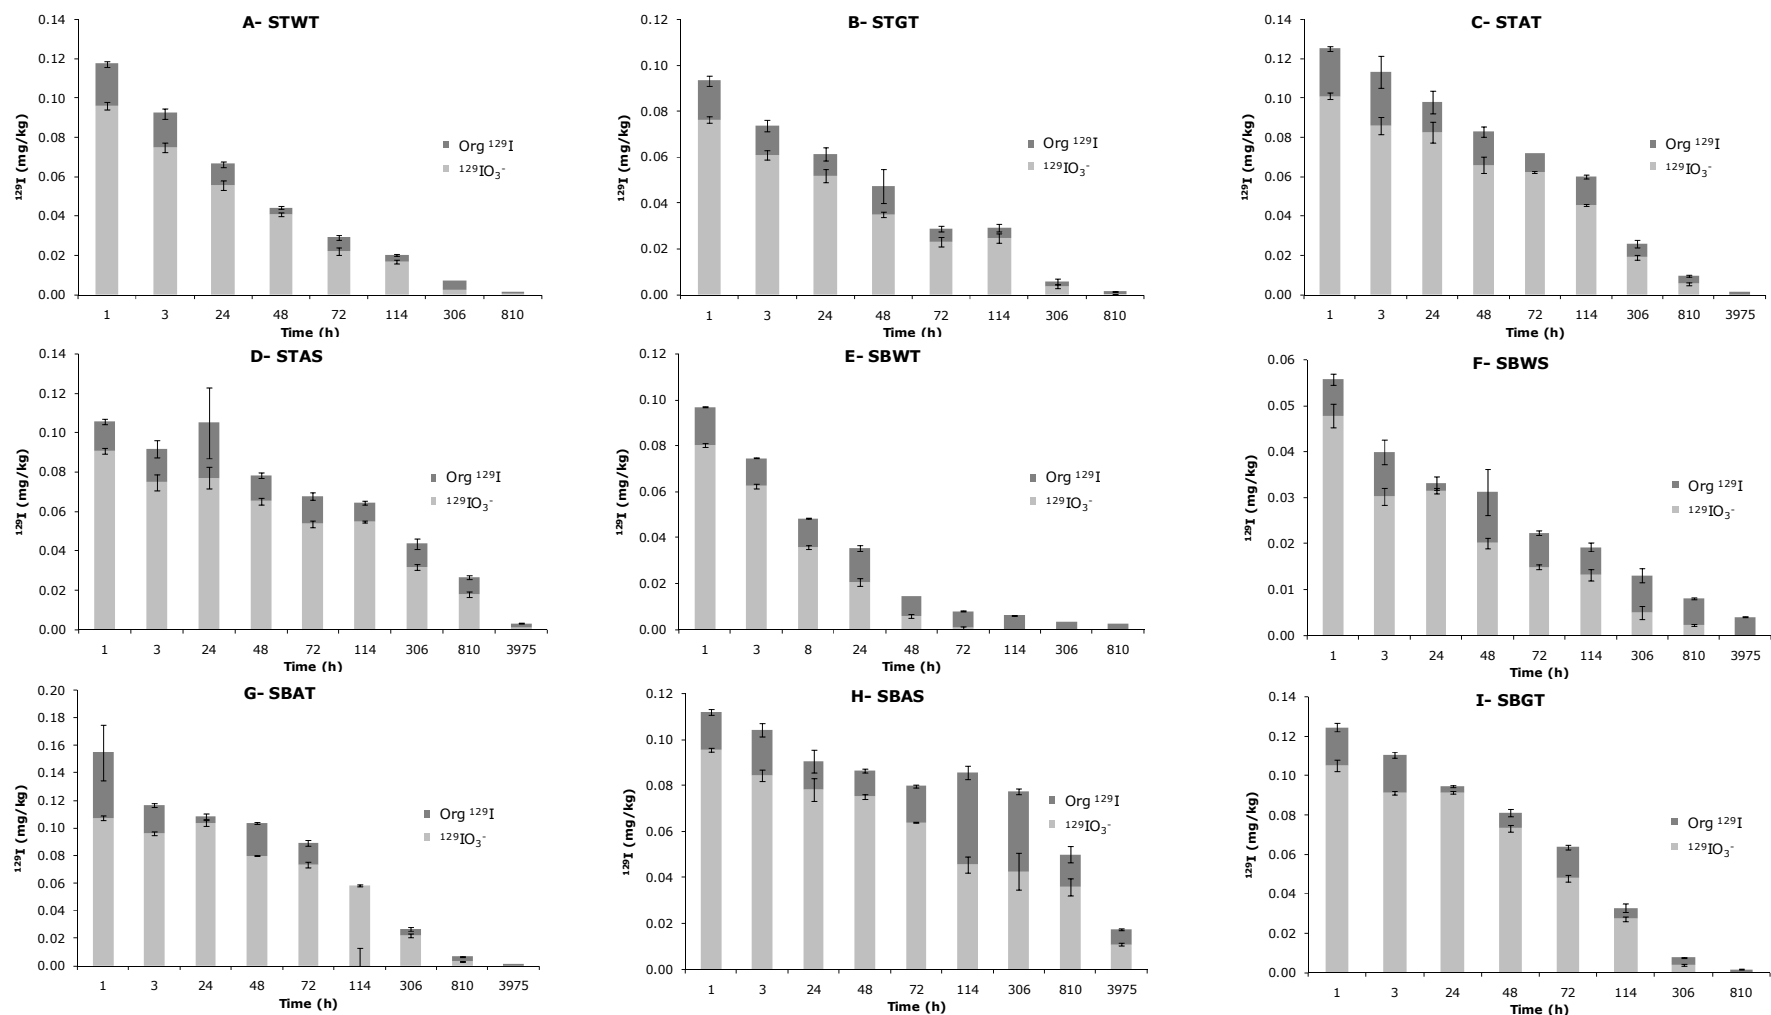 A- STWT
0.14
0.12
0.10
0.08
0.06
0.04
0.02
0.00
¹²⁹I (mg/kg)
Org ¹²⁹I
¹²⁹IO₃⁻
1 3 24 48 72 114 306 810
Time (h)
B- STGT
0.12
0.10
0.08
0.06
0.04
0.02
0.00
¹²⁹I (mg/kg)
Org ¹²⁹I
¹²⁹IO₃⁻
1 3 24 48 72 114 306 810
Time (h)
C- STAT
0.14
0.12
0.10
0.08
0.06
0.04
0.02
0.00
¹²⁹I (mg/kg)
Org ¹²⁹I
¹²⁹IO₃⁻
1 3 24 48 72 114 306 810 3975
Time (h)
D- STAS
0.14
0.12
0.10
0.08
0.06
0.04
0.02
0.00
¹²⁹I (mg/kg)
Org ¹²⁹I
¹²⁹IO₃⁻
1 3 24 48 72 114 306 810 3975
Time (h)
E- SBWT
0.12
0.10
0.08
0.06
0.04
0.02
0.00
¹²⁹I (mg/kg)
Org ¹²⁹I
¹²⁹IO₃⁻
1 3 8 24 48 72 114 306 810
Time (h)
F- SBWS
0.06
0.05
0.04
0.03
0.02
0.01
0.00
¹²⁹I (mg/kg)
Org ¹²⁹I
¹²⁹IO₃⁻
1 3 24 48 72 114 306 810 3975
Time (h)
G- SBAT
0.20
0.18
0.16
0.14
0.12
0.10
0.08
0.06
0.04
0.02
0.00
¹²⁹I (mg/kg)
Org ¹²⁹I
¹²⁹IO₃⁻
1 3 24 48 72 114 306 810 3975
Time (h)
H- SBAS
0.12
0.10
0.08
0.06
0.04
0.02
0.00
¹²⁹I (mg/kg)
Org ¹²⁹I
¹²⁹IO₃⁻
1 3 24 48 72 114 306 810 3975
Time (h)
I- SBGT
0.14
0.12
0.10
0.08
0.06
0.04
0.02
0.00
¹²⁹I (mg/kg)
Org ¹²⁹I
¹²⁹IO₃⁻
1 3 24 48 72 114 306 810
Time (h)